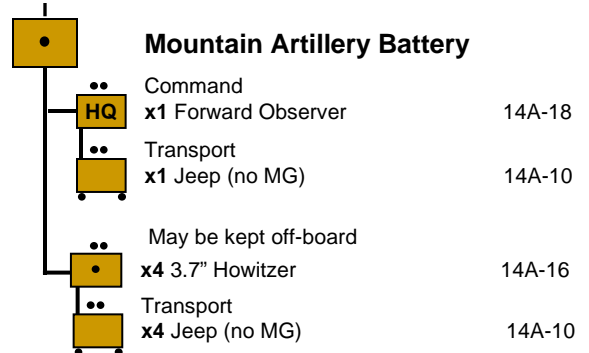 Mountain Artillery Battery
Command
HQ x1 Forward Observer 14A-18
Transport
x1 Jeep (no MG) 14A-10
May be kept off-board
x4 3.7” Howitzer 14A-16
Transport
x4 Jeep (no MG) 14A-10